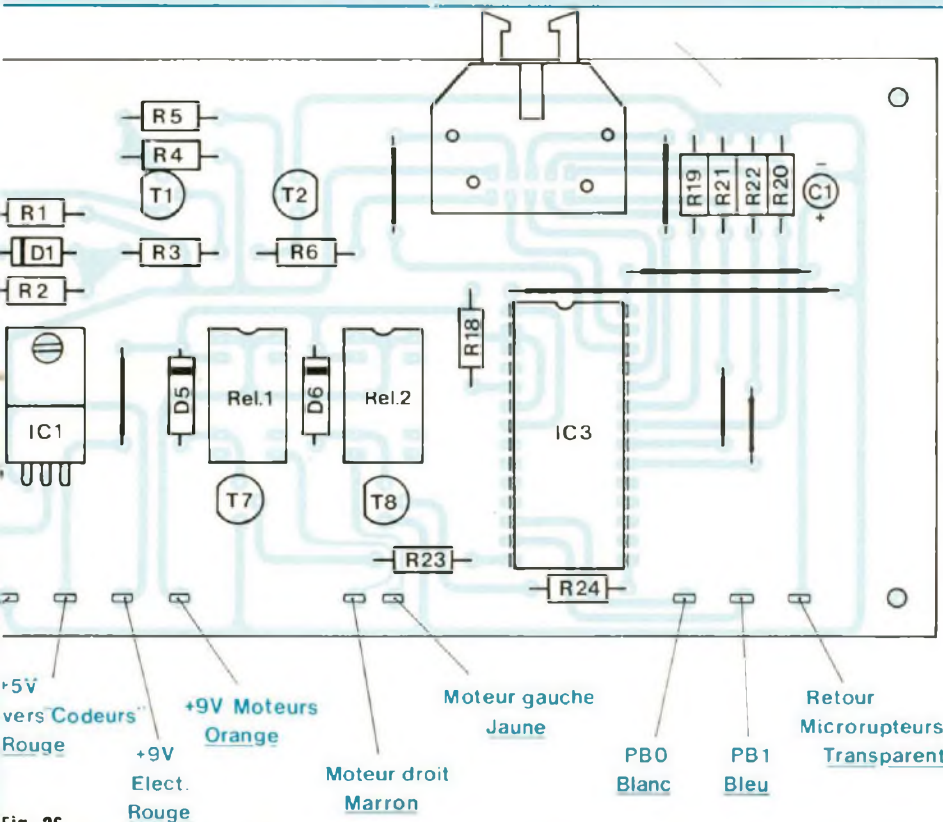 R5
R4
T1
T2
R1
D1
R2
R3
R6
R19
R21
R22
R20
-
C1
+
R18
IC1
D5
Rel.1
D6
Rel.2
IC3
T7
T8
R23
R24
+5V
vers "Codeurs"
Rouge
+9V
Elect.
Rouge
+9V Moteurs
Orange
Moteur droit
Marron
Moteur gauche
Jaune
PB0
Blanc
PB1
Bleu
Retour
Microrupteurs
Transparent